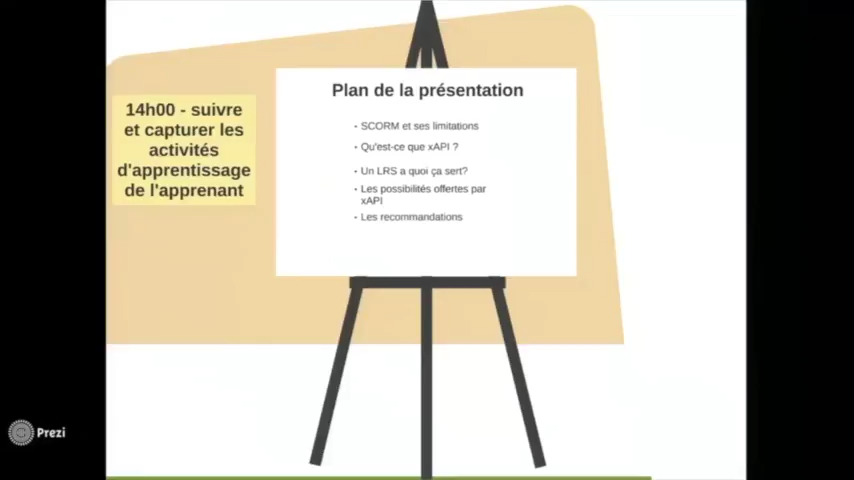 Plan de la présentation
14h00 - suivre
et capturer les
activités
d'apprentissage
de l'apprenant
• SCORM et ses limitations
• Qu'est-ce que xAPI ?
• Un LRS a quoi ça sert?
• Les possibilités offertes par
xAPI
• Les recommandations
Prezi